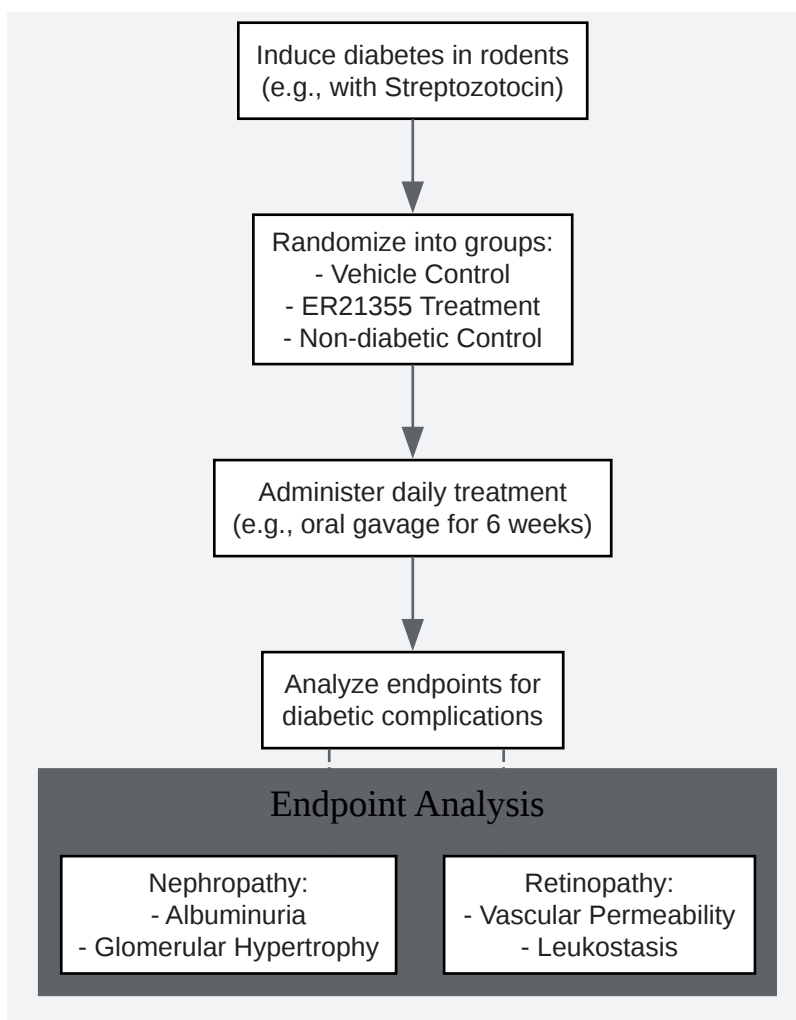 Induce diabetes in rodents
(e.g., with Streptozotocin)
Randomize into groups:
- Vehicle Control
- ER21355 Treatment
- Non-diabetic Control
Administer daily treatment
(e.g., oral gavage for 6 weeks)
Analyze endpoints for
diabetic complications
Endpoint Analysis
Nephropathy:
- Albuminuria
- Glomerular Hypertrophy
Retinopathy:
- Vascular Permeability
- Leukostasis